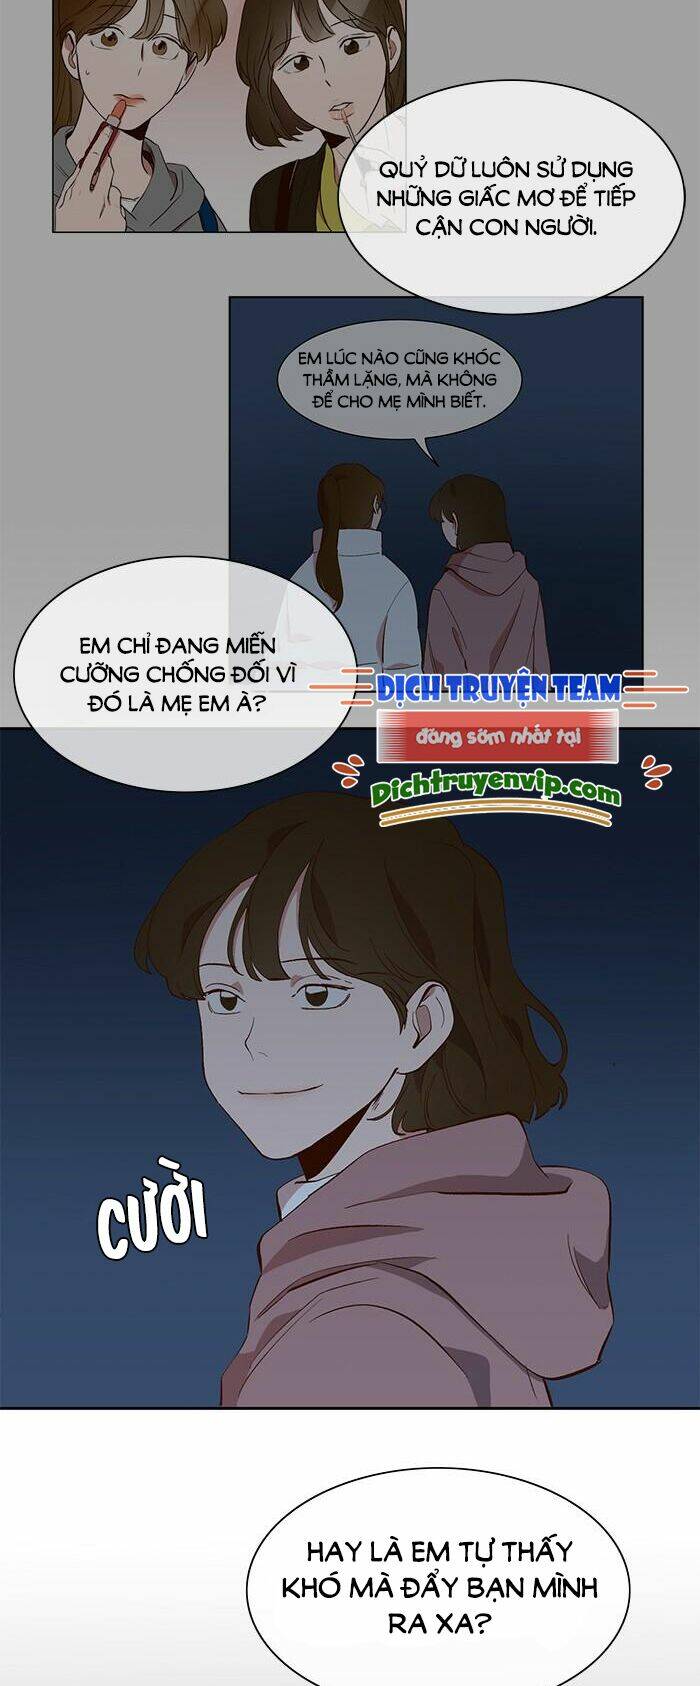 QUỶ DỮ LUÔN SỬ DỤNG
NHỮNG GIẤC MƠ ĐỂ TIẾP
CẬN CON NGƯỜI.
EM LÚC NÀO CŨNG KHÓC
THẦM LẶNG, MÀ KHÔNG
ĐỂ CHO MẸ MÌNH BIẾT.
EM CHỈ ĐANG MIỄN
CƯỠNG CHỐNG ĐỐI VÌ
ĐÓ LÀ MẸ EM À?
DỊCH TRUYỆN TEAM
đăng sớm nhất tại
Dichtruyenvip.com
CƯỜI
HAY LÀ EM TỰ THẤY
KHÓ MÀ ĐẨY BẠN MÌNH
RA XA?